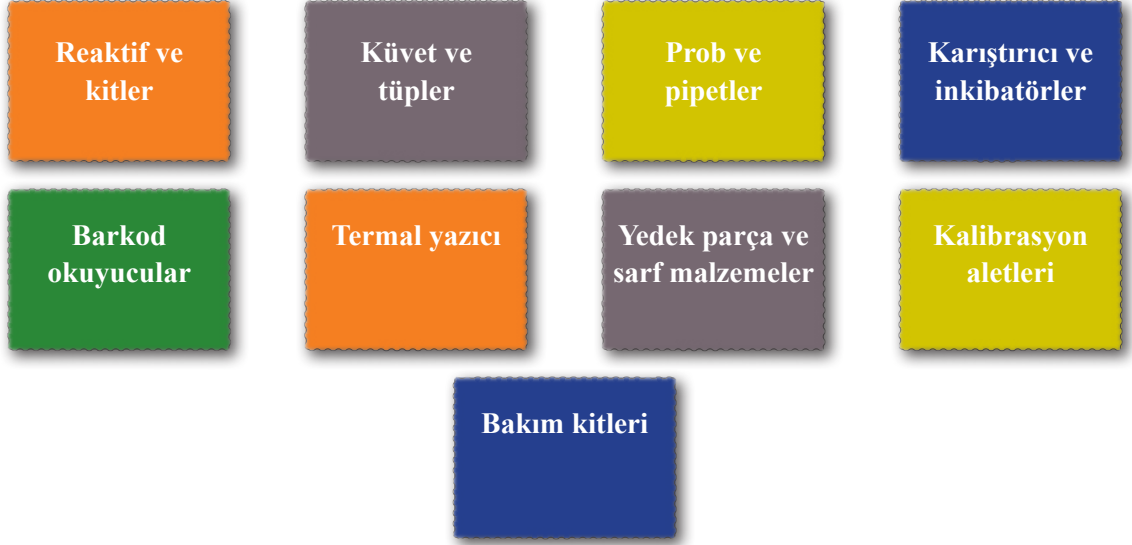 Reaktif ve
kitler
Küvet ve
tüpler
Prob ve
pipetler
Karıştırıcı ve
inkibatörler
Barkod
okuyucular
Termal yazıcı
Yedek parça ve
sarf malzemeler
Kalibrasyon
aletleri
Bakım kitleri